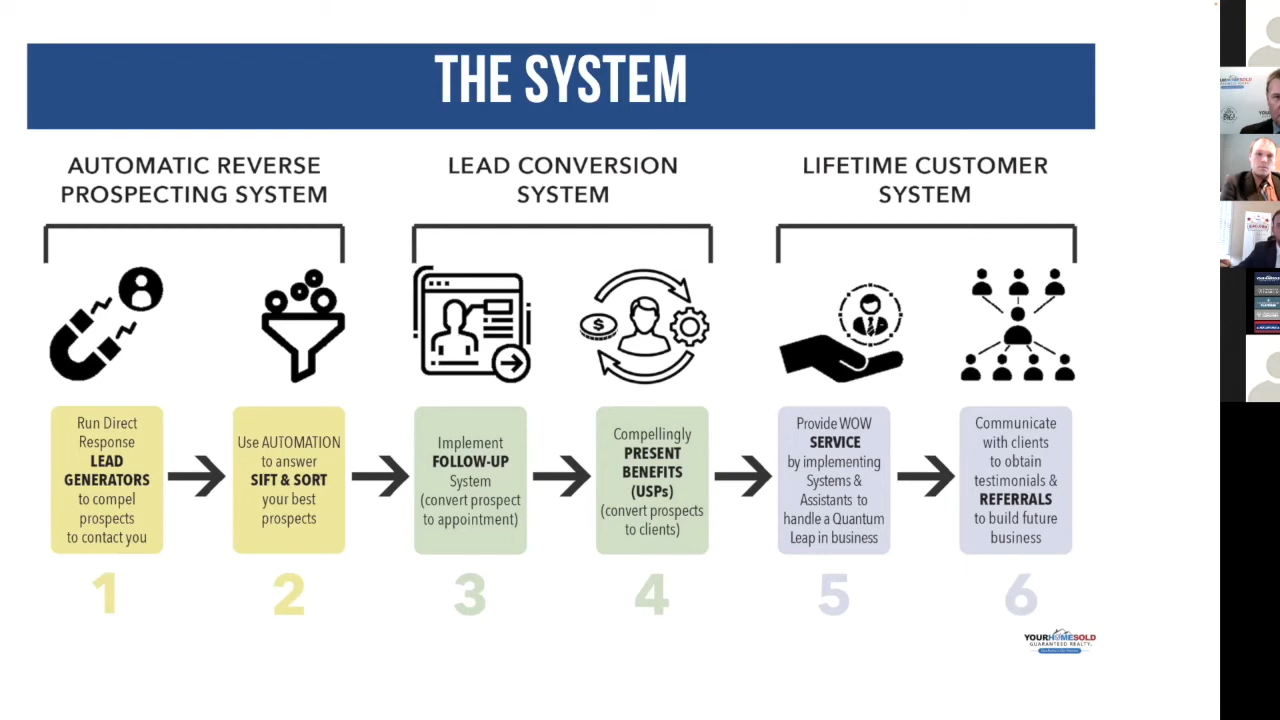 THE SYSTEM
AUTOMATIC REVERSE
PROSPECTING SYSTEM
LEAD CONVERSION
SYSTEM
LIFETIME CUSTOMER
SYSTEM
$
Run Direct
Response
LEAD
GENERATORS
to compel
prospects
to contact you
Use AUTOMATION
to answer
SIFT & SORT
your best
prospects
Implement
FOLLOW-UP
System
(convert prospect
to appointment)
Compellingly
PRESENT
BENEFITS
(USPs)
(convert prospects
to clients)
Provide WOW
SERVICE
by implementing
Systems &
Assistants to
handle a Quantum
Leap in business
Communicate
with clients
to obtain
testimonials &
REFERRALS
to build future
business
1
2
3
4
5
6
YOURHOMESOLD
GUARANTEED REALTY.